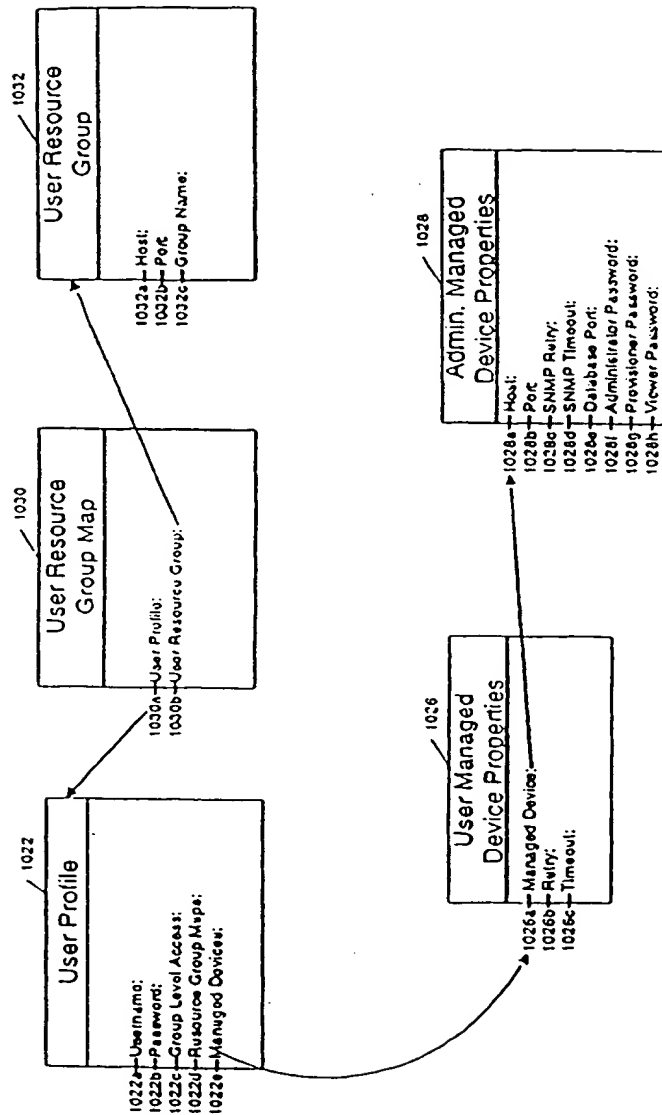 1022
User Profile
1022a Username:
1022b Password:
1022c Group Level Access:
1022d Resource Group Maps:
1022e Managed Devices:
1030
User Resource
Group Map
1030a User Profile:
1030b User Resource Group:
1032
User Resource
Group
1032a Host:
1032b Port:
1032c Group Name:
1026
User Managed
Device Properties
1026a Managed Device:
1026b Retry:
1026c Timeout:
1028
Admin. Managed
Device Properties
1028a Host:
1028b Port:
1028c SNMP Retry:
1028d SNMP Timeout:
1028e Database Port:
1028f Administrator Password:
1028g Provisioner Password:
1028h Viewer Password: